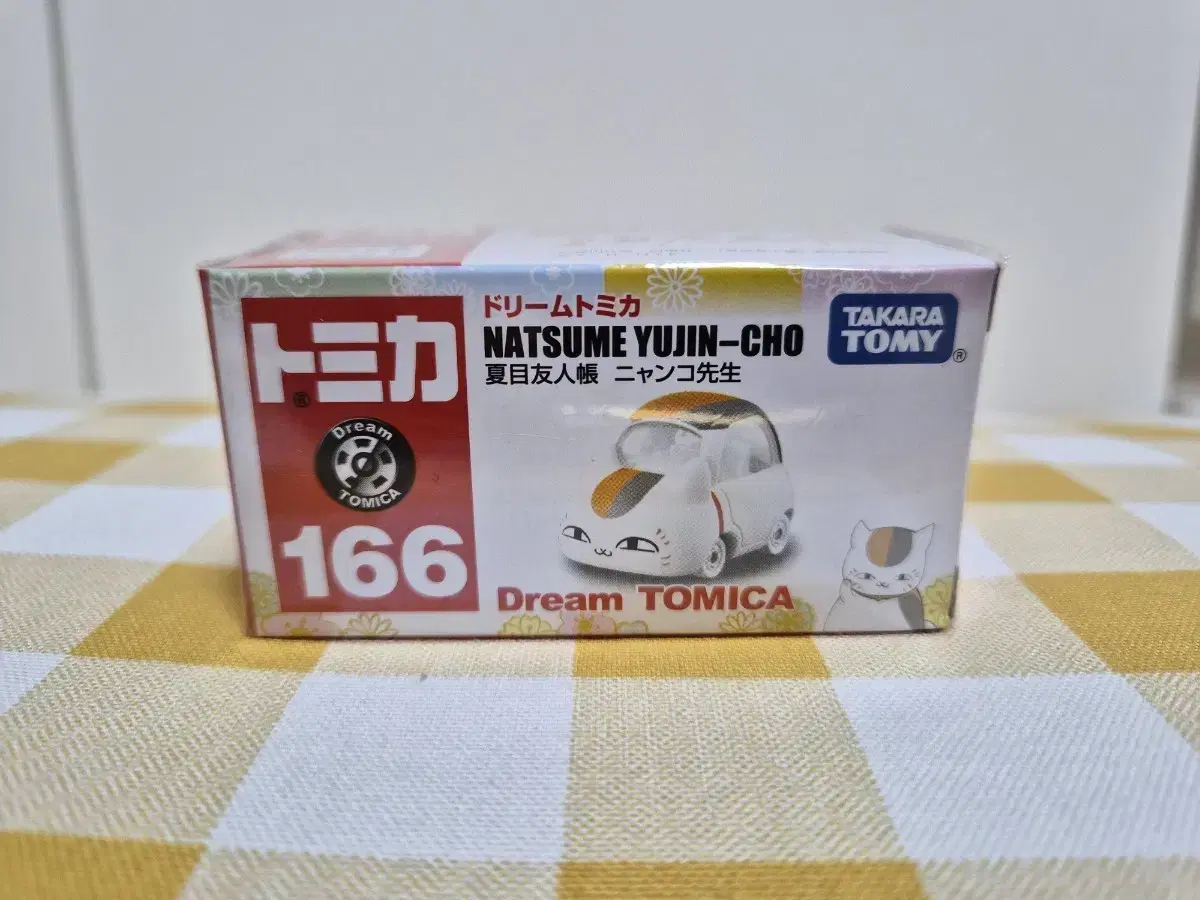 トミカ
®
Dream
TOMICA
166
ドリームトミカ
NATSUME YUJIN–CHO
夏目友人帳 ニャンコ先生
Dream TOMICA
TAKARA
TOMY
®